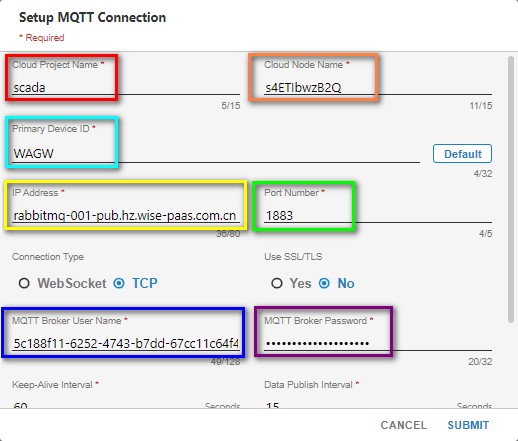 Setup MQTT Connection
* Required
Cloud Project Name *
Cloud Node Name *
scada
s4ETIbwzB2Q
5/15
11/15
Primary Device ID *
WAGW
Default
4/32
IP Address *
Port Number *
rabbitmq-001-pub.hz.wise-paas.com.cn
1883
36/80
4/5
Connection Type
Use SSL/TLS
WebSocket TCP
Yes No
MQTT Broker User Name *
MQTT Broker Password *
5c188f11-6252-4743-b7dd-67cc11c64f4
••••••••••••••••••••
49/128
20/32
Keep-Alive Interval *
Data Publish Interval *
60 Seconds
15 Seconds
CANCEL SUBMIT